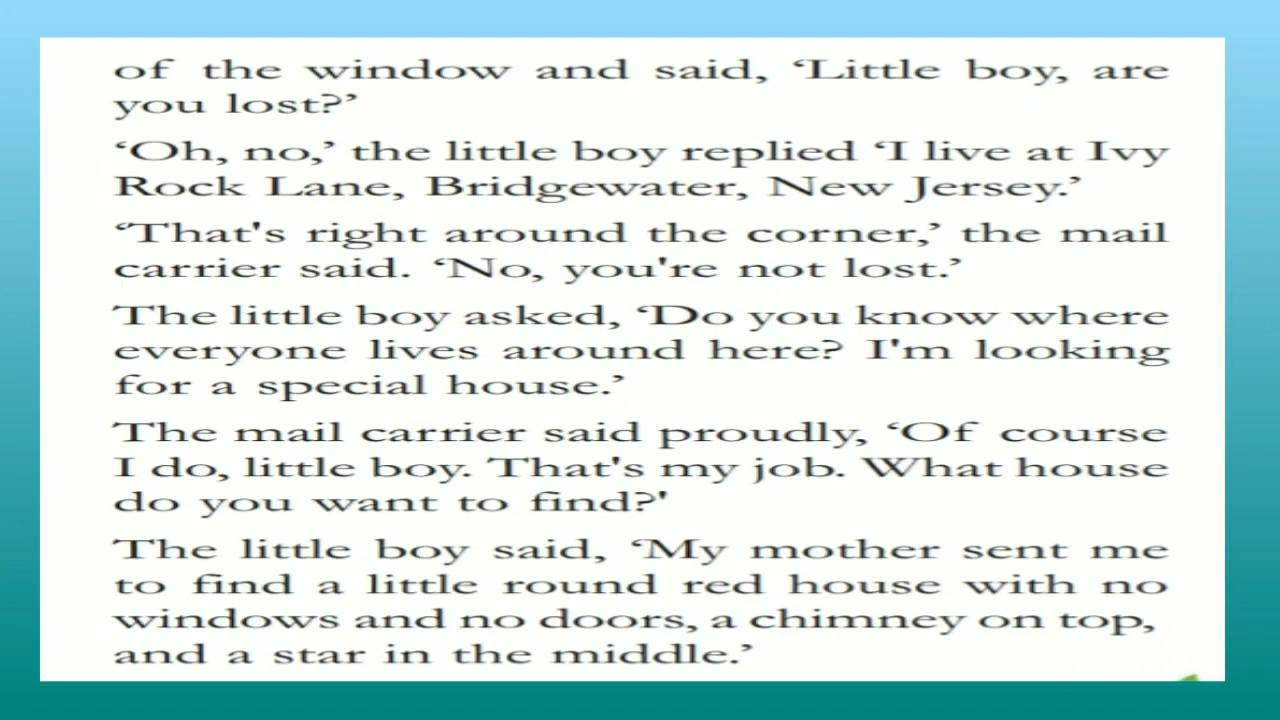 of the window and said, ‘Little boy, are
you lost?’
‘Oh, no,’ the little boy replied ‘I live at Ivy
Rock Lane, Bridgewater, New Jersey.’
‘That's right around the corner,’ the mail
carrier said. ‘No, you're not lost.’
The little boy asked, ‘Do you know where
everyone lives around here? I'm looking
for a special house.’
The mail carrier said proudly, ‘Of course
I do, little boy. That's my job. What house
do you want to find?'
The little boy said, ‘My mother sent me
to find a little round red house with no
windows and no doors, a chimney on top,
and a star in the middle.’